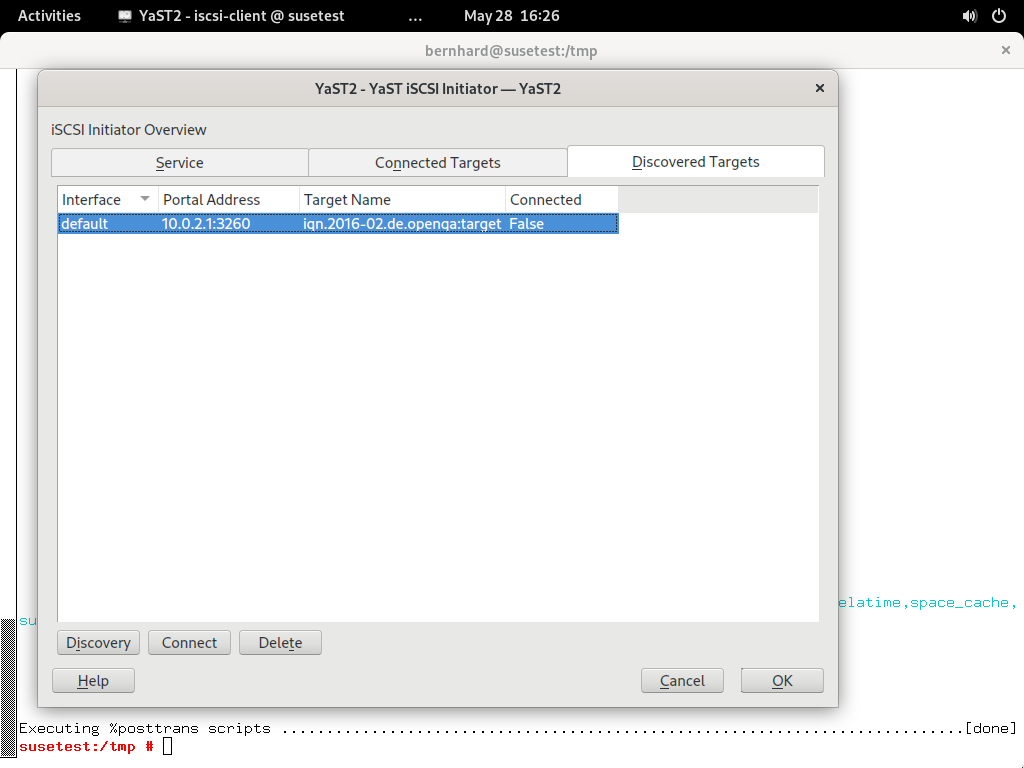 Activities YaST2 - iscsi-client @ susetest ... May 28 16:26
bernhard@susetest:/tmp
YaST2 - YaST iSCSI Initiator — YaST2
iSCSI Initiator Overview
Service Connected Targets Discovered Targets
Interface Portal Address Target Name Connected
default 10.0.2.1:3260 iqn.2016-02.de.openqa:target False
elatime,space_cache,
su
Discovery Connect Delete
Help Cancel OK
Executing %posttrans scripts ............................................................................[done]
susetest:/tmp #